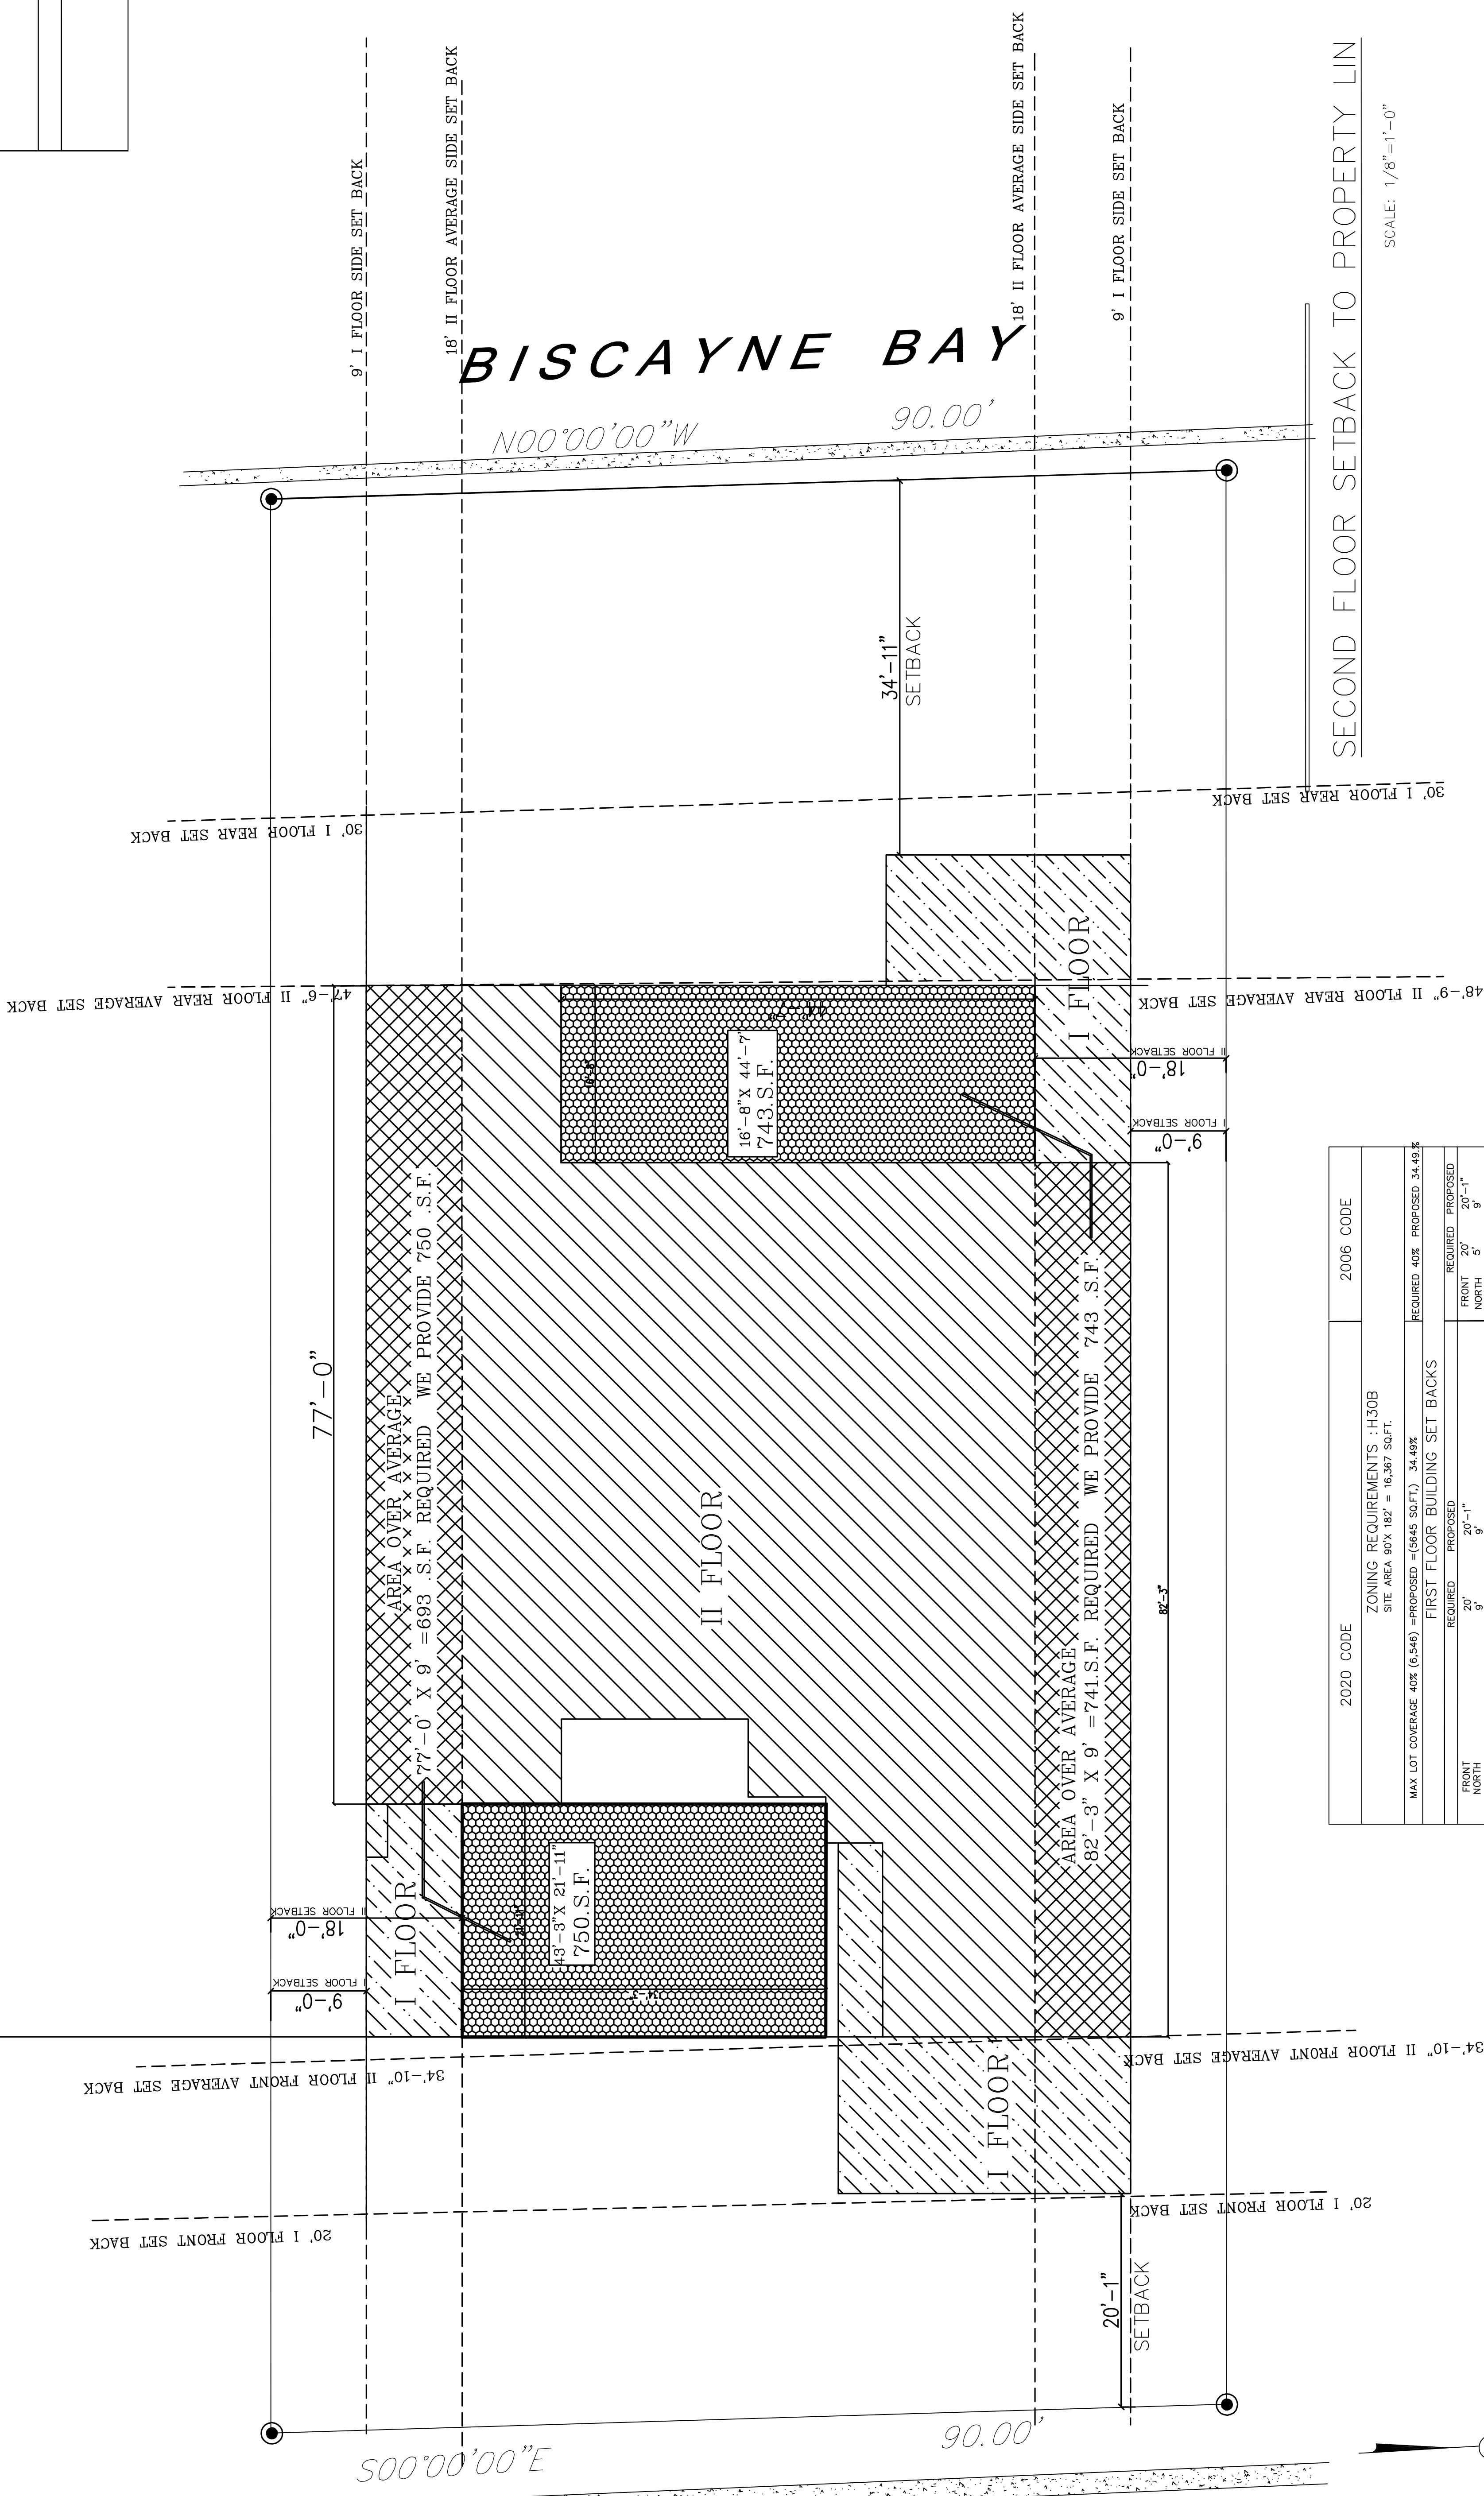 9' I FLOOR SIDE SET BACK
18' II FLOOR AVERAGE SIDE SET BACK
18' II FLOOR AVERAGE SIDE SET BACK
9' I FLOOR SIDE SET BACK
SECOND FLOOR SETBACK TO PROPERTY LIN
SCALE: 1/8"=1'-0"
BISCAYNE BAY
N00°00'00"W
90.00'
34'-11"
SETBACK
30' I FLOOR REAR SET BACK
30' I FLOOR REAR SET BACK
47'-6" II FLOOR REAR AVERAGE SET BACK
48'-9" II FLOOR REAR AVERAGE SET BACK
I FLOOR
44'-7"
16'-8"
16'-8"X 44'-7"
743.S.F.
II FLOOR SETBACK
18'-0"
I FLOOR SETBACK
9'-0"
77'-0"
AREA OVER AVERAGE
77'-0' X 9' =693 .S.F. REQUIRED WE PROVIDE 750 .S.F.
II FLOOR
AREA OVER AVERAGE
82'-3" X 9' =741.S.F. REQUIRED WE PROVIDE 743 .S.F.
82'-3"
I FLOOR
43'-3"X 21'-11"
750.S.F.
21'-11"
34'-3"
II FLOOR SETBACK
18'-0"
I FLOOR SETBACK
9'-0"
34'-10" II FLOOR FRONT AVERAGE SET BACK
34'-10" II FLOOR FRONT AVERAGE SET BACK
I FLOOR
20' I FLOOR FRONT SET BACK
20' I FLOOR FRONT SET BACK
20'-1"
SETBACK
S00°00'00"E
90.00'
2020 CODE
2006 CODE
ZONING REQUIREMENTS :H30B
SITE AREA 90'X 182' = 16,367 SQ.FT.
MAX LOT COVERAGE 40% (6,546) =PROPOSED =(5645 SQ.FT,) 34.49%
REQUIRED 40% PROPOSED 34.49.%
FIRST FLOOR BUILDING SET BACKS
REQUIRED PROPOSED
REQUIRED PROPOSED
FRONT 20' 20'-1"
FRONT 20' 20'-1"
NORTH 9' 9'
NORTH 5' 9'